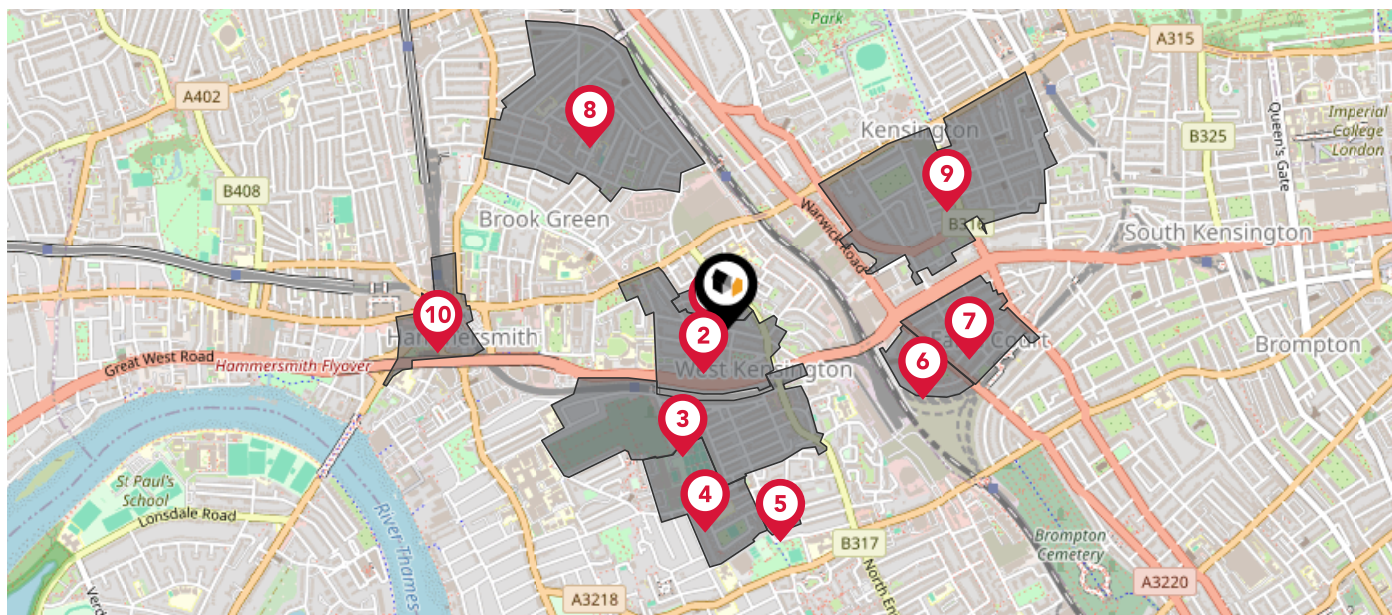 Park
A315
A402
8
Kensington
Queen's Gate
Imperial
College
London
B325
9
B408
Brook Green
Warwick Road
South Kensington
10
Hammersmith
2
7
6
Great West Road
Hammersmith Flyover
West Kensington
Brompton
3
St Paul's
School
Lonsdale Road
4
5
River Thames
B317
Brompton
Cemetery
A3218
A3220